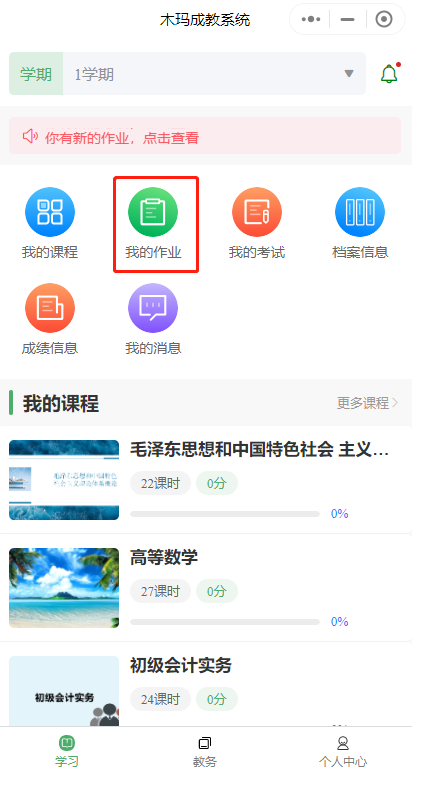 木玛成教系统
学期 1学期
你有新的作业，点击查看
我的课程 我的作业 我的考试 档案信息
成绩信息 我的消息
我的课程 更多课程
毛泽东思想和中国特色社会 主义...
22课时 0分
0%
高等数学
27课时 0分
0%
初级会计实务
初级会计实务
24课时 0分
学习 教务 个人中心